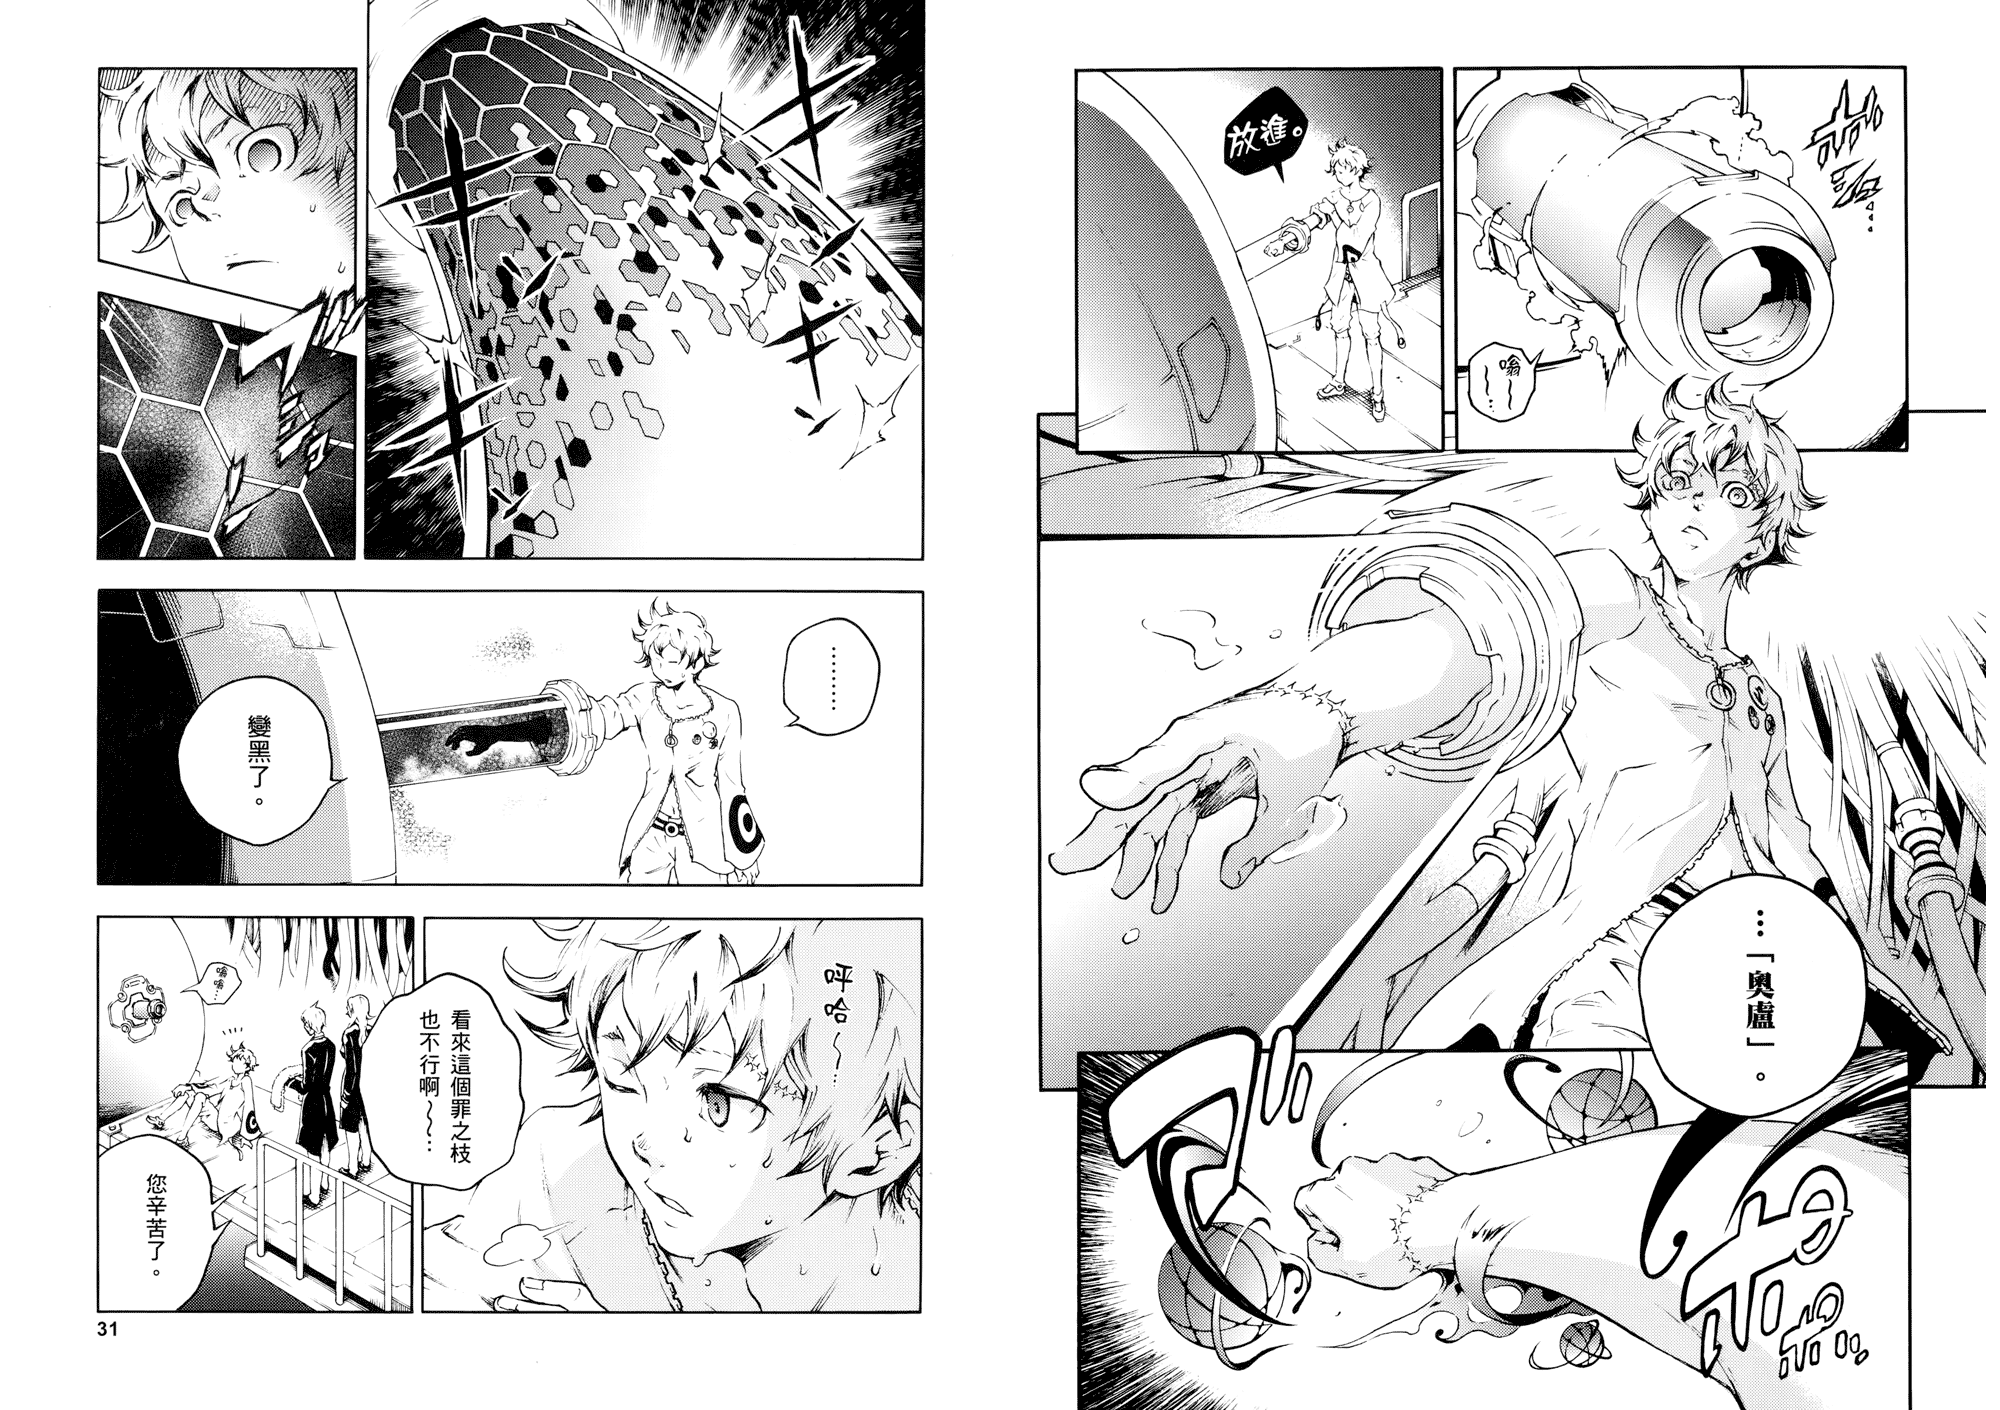 嗡
〜
〜
…
放進。
…「奧盧」。
………
變黑了。
呼哈〜…
看來這個罪之枝
也不行啊〜〜…
嗡
嗡
…
您辛苦了。
31